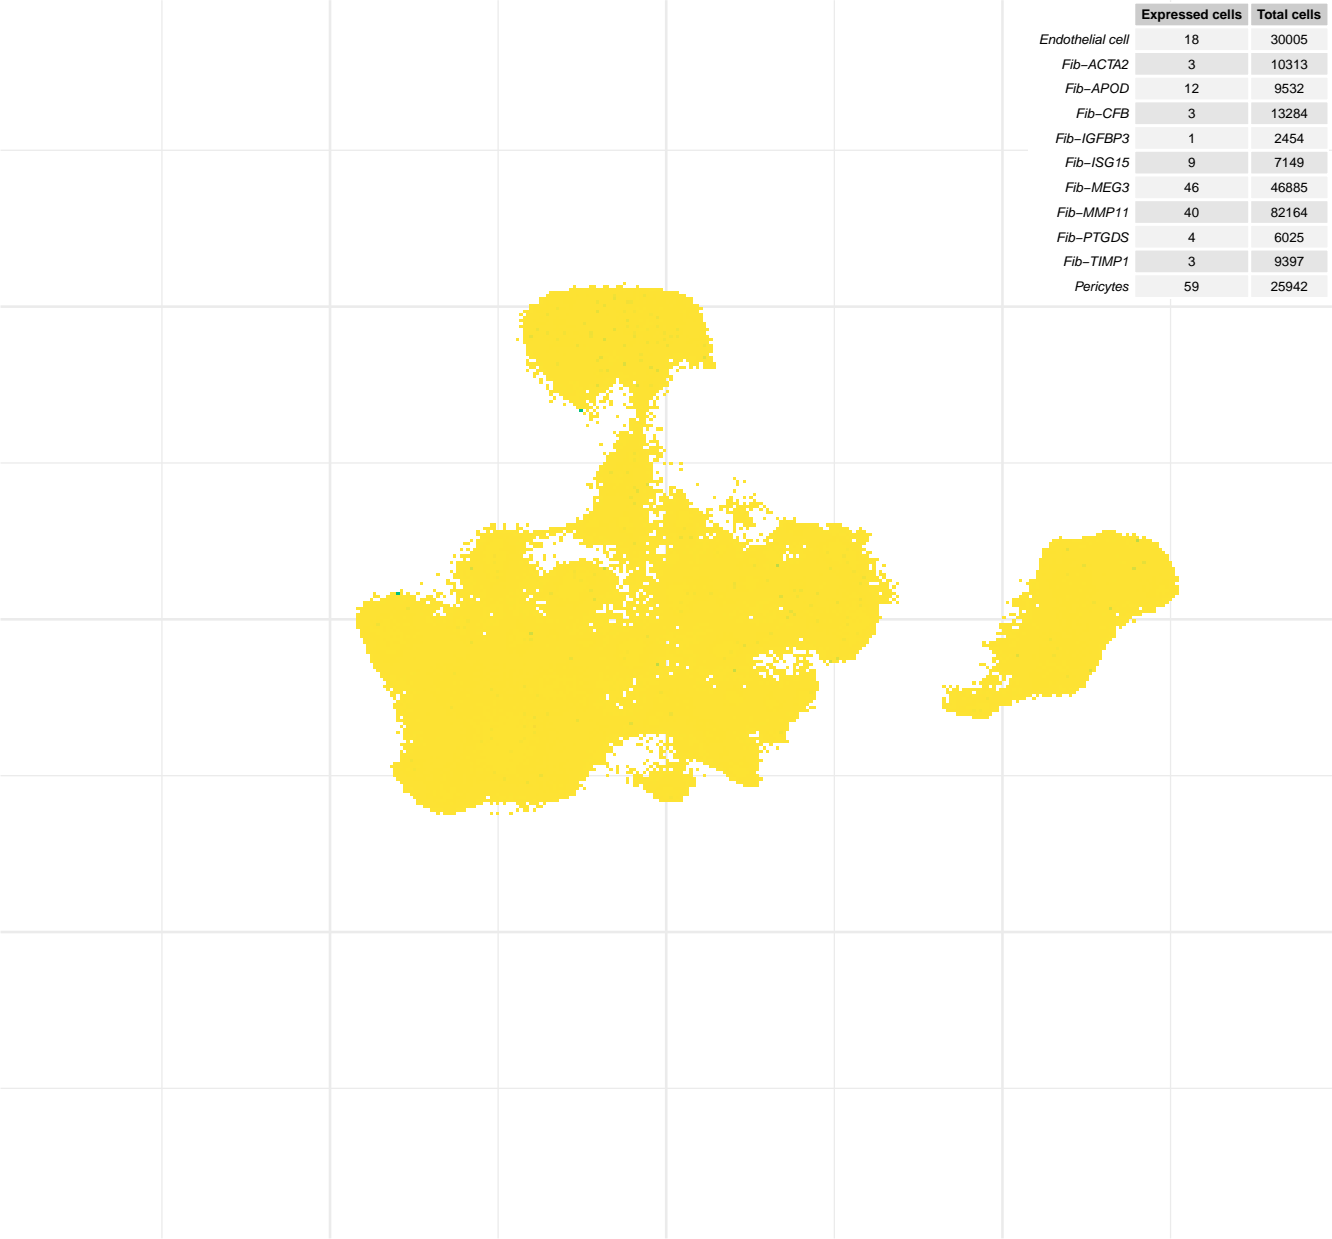 Expressed cells Total cells
Endothelial cell 18 30005
Fib−ACTA2 3 10313
Fib−APOD 12 9532
Fib−CFB 3 13284
Fib−IGFBP3 1 2454
Fib−ISG15 9 7149
Fib−MEG3 46 46885
Fib−MMP11 40 82164
Fib−PTGDS 4 6025
Fib−TIMP1 3 9397
Pericytes 59 25942